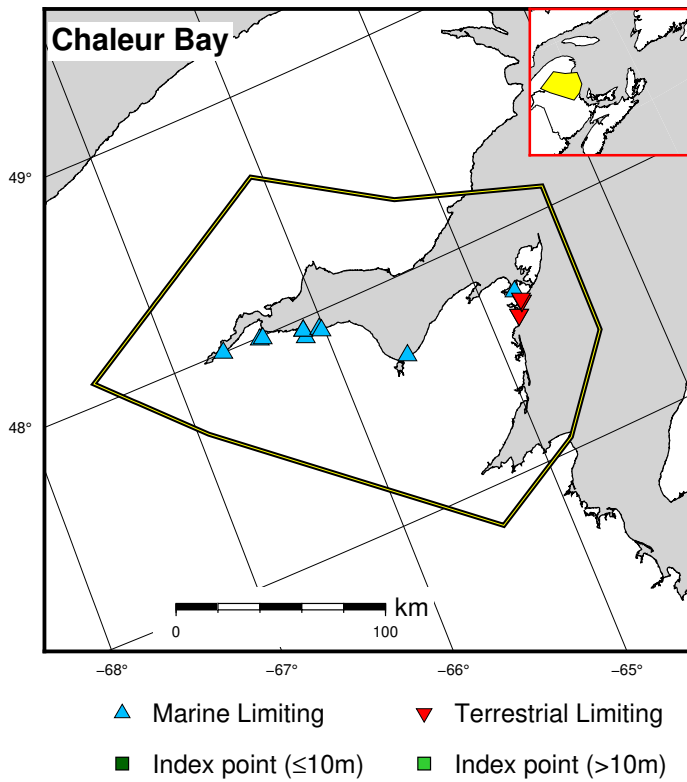 Chaleur Bay
49°
48°
km
0 100
−68° −67° −66° −65°
Marine Limiting Terrestrial Limiting
Index point (≤10m) Index point (>10m)